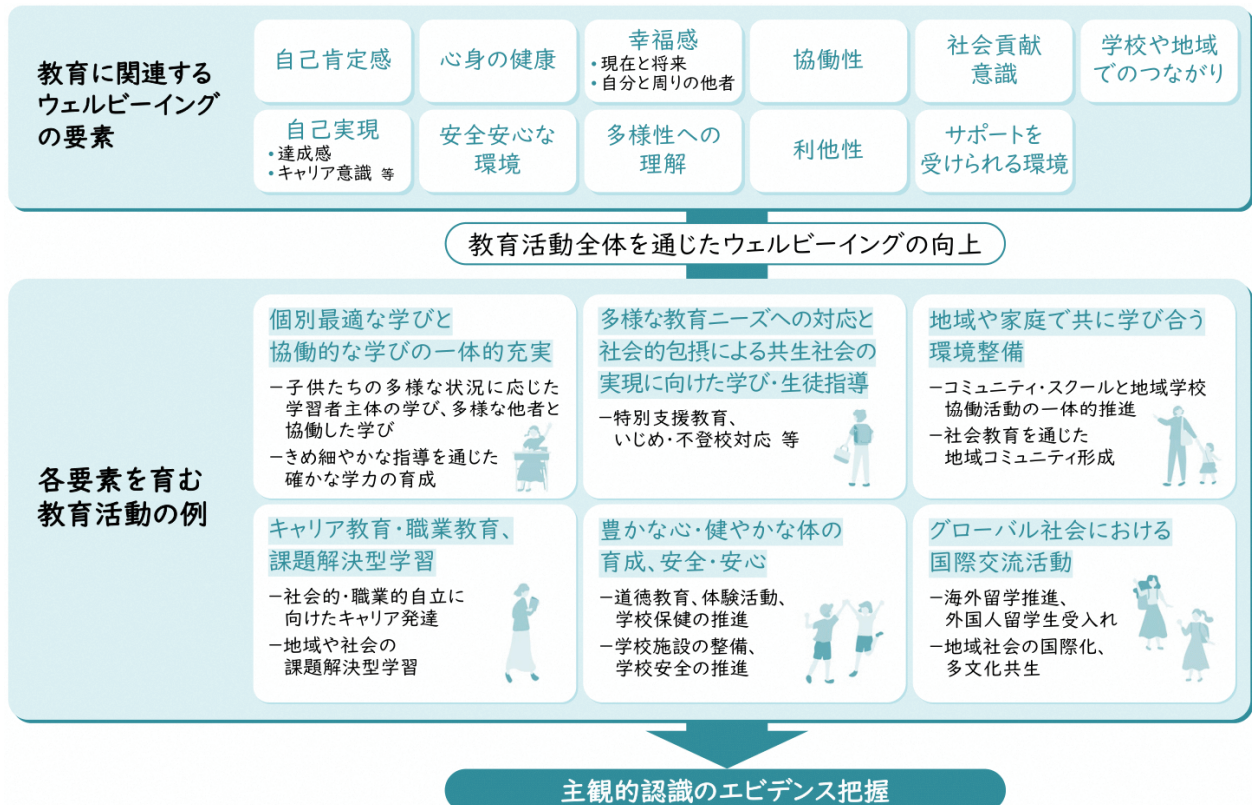 教育に関連する
ウェルビーイング
の要素
自己肯定感
心身の健康
幸福感
・現在と将来
・自分と周りの他者
協働性
社会貢献
意識
学校や地域
でのつながり
自己実現
・達成感
・キャリア意識 等
安全安心な
環境
多様性への
理解
利他性
サポートを
受けられる環境
教育活動全体を通じたウェルビーイングの向上
各要素を育む
教育活動の例
個別最適な学びと
協働的な学びの一体的充実
−子供たちの多様な状況に応じた
学習者主体の学び、多様な他者と
協働した学び
−きめ細やかな指導を通じた
確かな学力の育成
多様な教育ニーズへの対応と
社会的包摂による共生社会の
実現に向けた学び・生徒指導
−特別支援教育、
いじめ・不登校対応 等
地域や家庭で共に学び合う
環境整備
−コミュニティ・スクールと地域学校
協働活動の一体的推進
−社会教育を通じた
地域コミュニティ形成
キャリア教育・職業教育、
課題解決型学習
−社会的・職業的自立に
向けたキャリア発達
−地域や社会の
課題解決型学習
豊かな心・健やかな体の
育成、安全・安心
−道徳教育、体験活動、
学校保健の推進
−学校施設の整備、
学校安全の推進
グローバル社会における
国際交流活動
−海外留学推進、
外国人留学生受入れ
−地域社会の国際化、
多文化共生
主観的認識のエビデンス把握